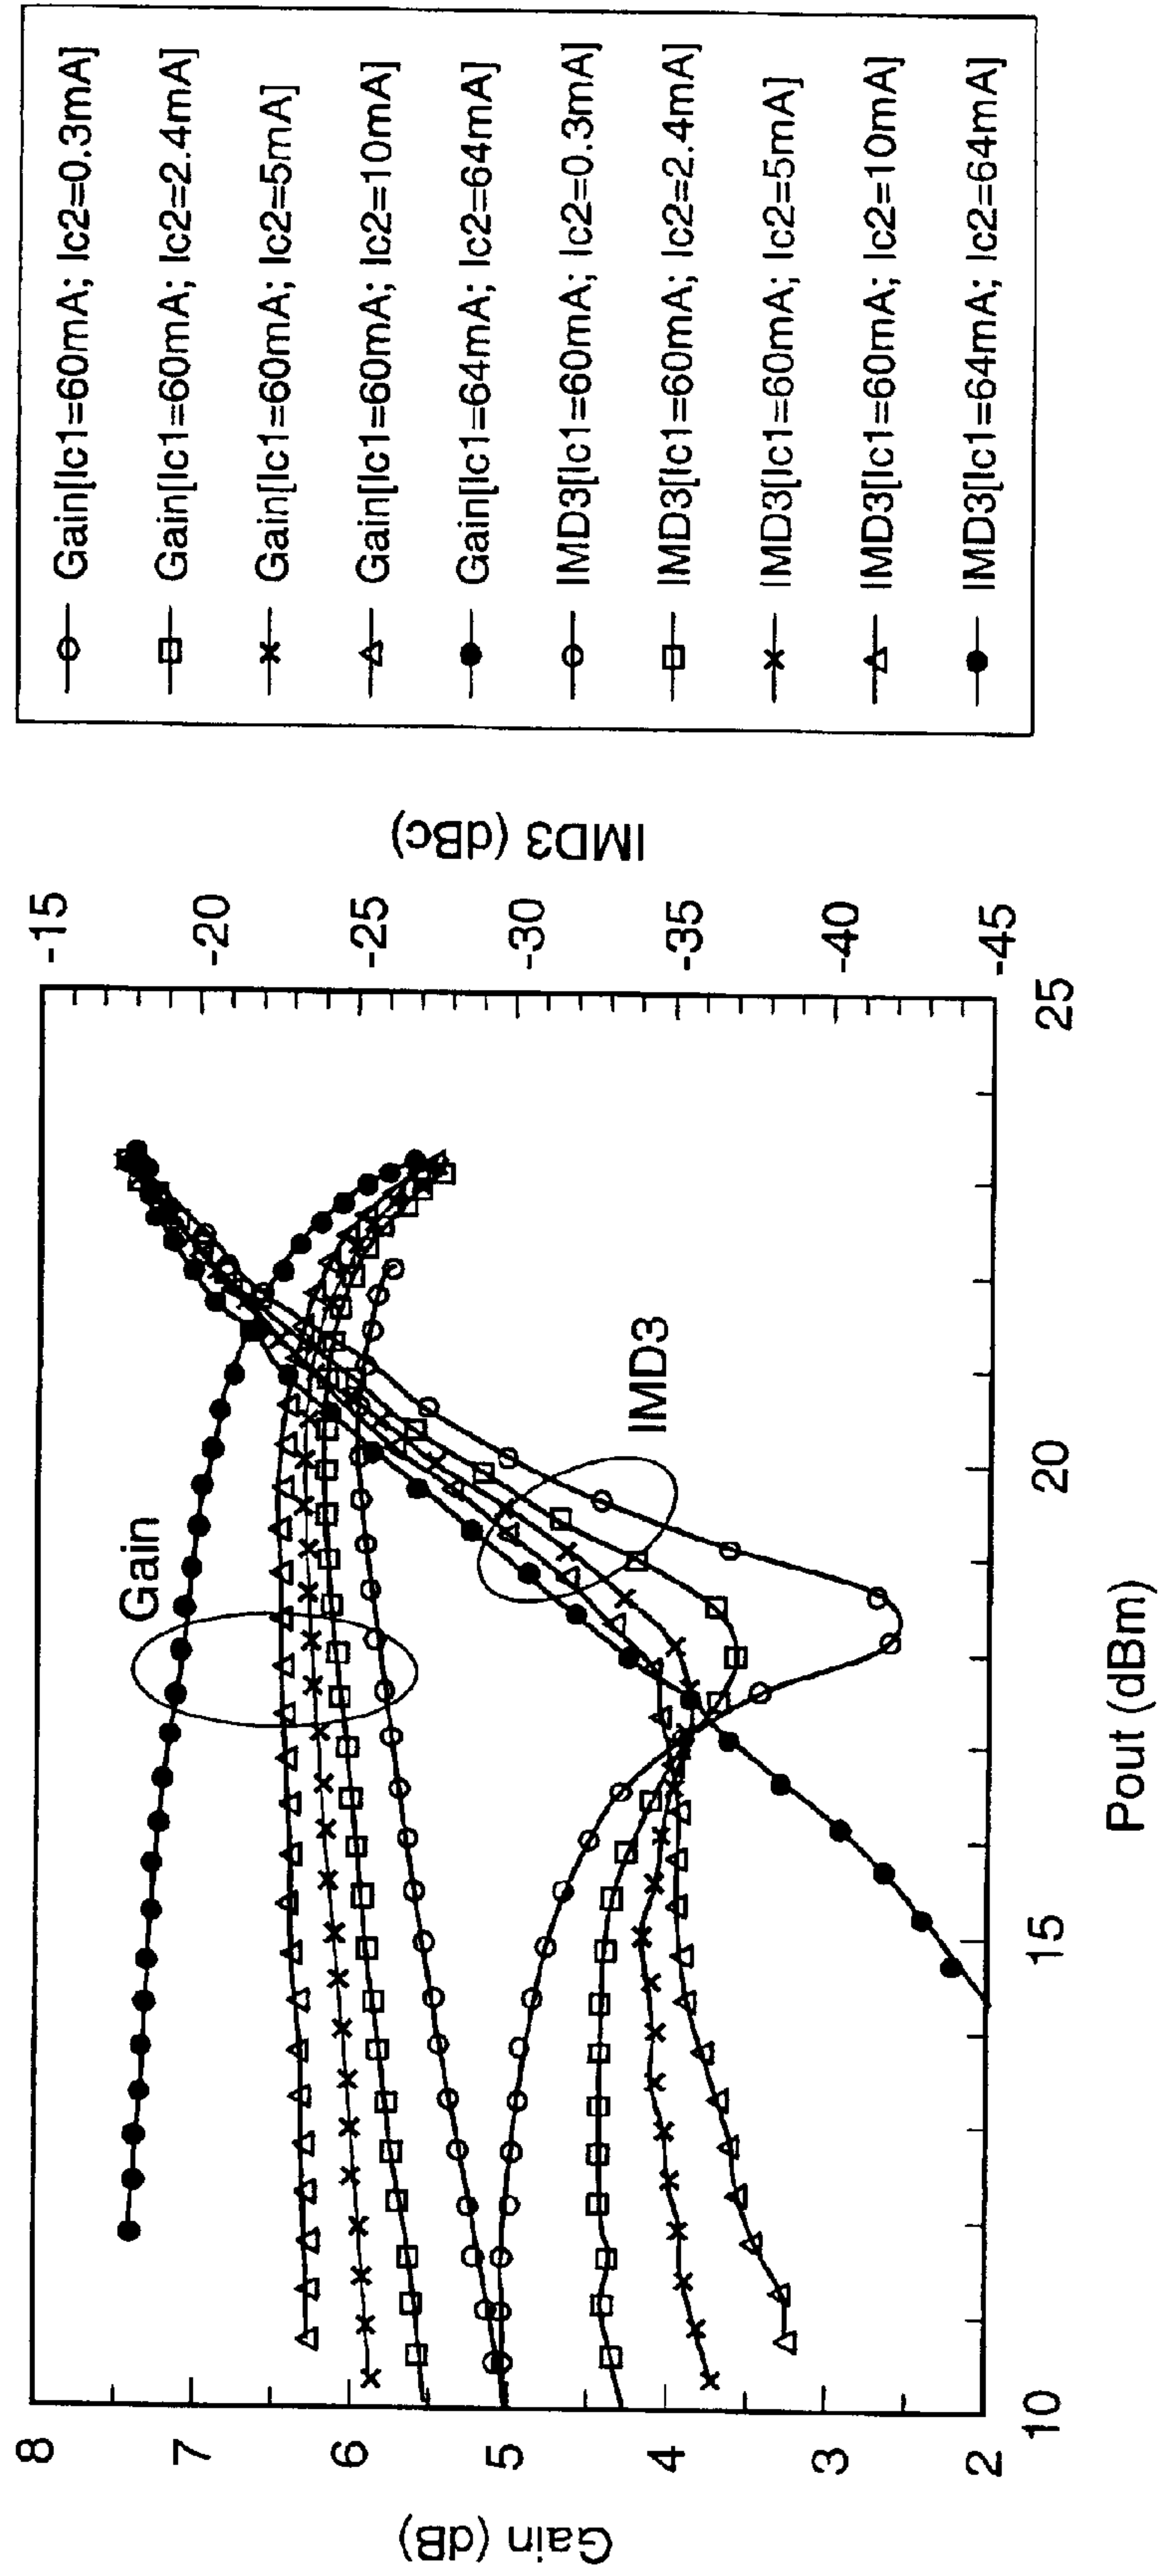 Gain[Ic1=60mA; Ic2=0.3mA]
Gain[Ic1=60mA; Ic2=2.4mA]
Gain[Ic1=60mA; Ic2=5mA]
Gain[Ic1=60mA; Ic2=10mA]
Gain[Ic1=64mA; Ic2=64mA]
IMD3[Ic1=60mA; Ic2=0.3mA]
IMD3[Ic1=60mA; Ic2=2.4mA]
IMD3[Ic1=60mA; Ic2=5mA]
IMD3[Ic1=60mA; Ic2=10mA]
IMD3[Ic1=64mA; Ic2=64mA]
Gain (dB)
8
7
6
5
4
3
2
Gain
IMD3
-15
-20
-25
-30
-35
-40
-45
IMD3 (dBc)
10
15
20
25
Pout (dBm)